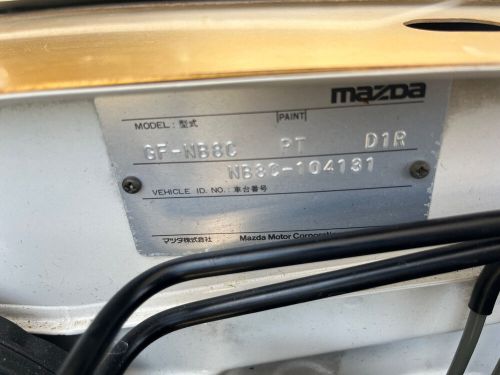 mazda
MODEL: 型式 PAINT
GF-NB8C PT D1R
NB8C-104131
VEHICLE ID. NO.: 車台番号
マツダ株式会社 Mazda Motor Corporation